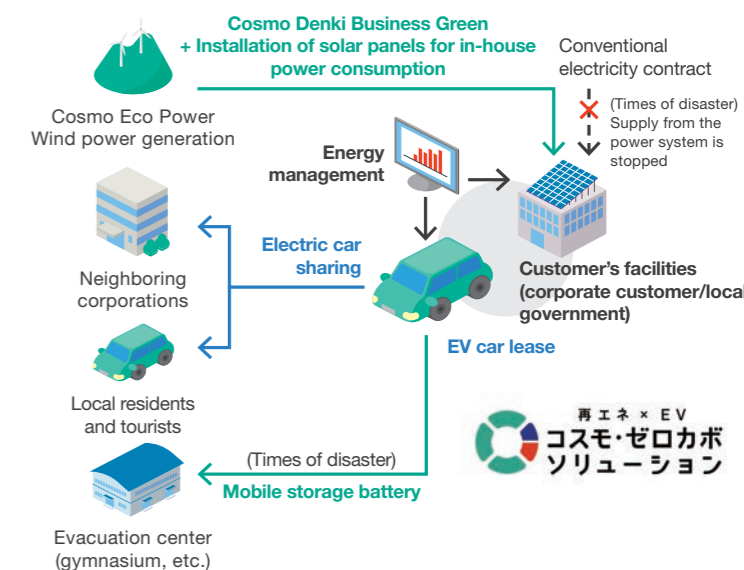 Cosmo Denki Business Green
+ Installation of solar panels for in-house
power consumption
Conventional
electricity contract
(Times of disaster)
Supply from the
power system is
stopped
Cosmo Eco Power
Wind power generation
Energy
management
Electric car
sharing
Neighboring
corporations
Customer's facilities
(corporate customer/local
government)
EV car lease
Local residents
and tourists
再エネ × EV
コスモ・ゼロカボ
ソリューション
(Times of disaster)
Mobile storage battery
Evacuation center
(gymnasium, etc.)